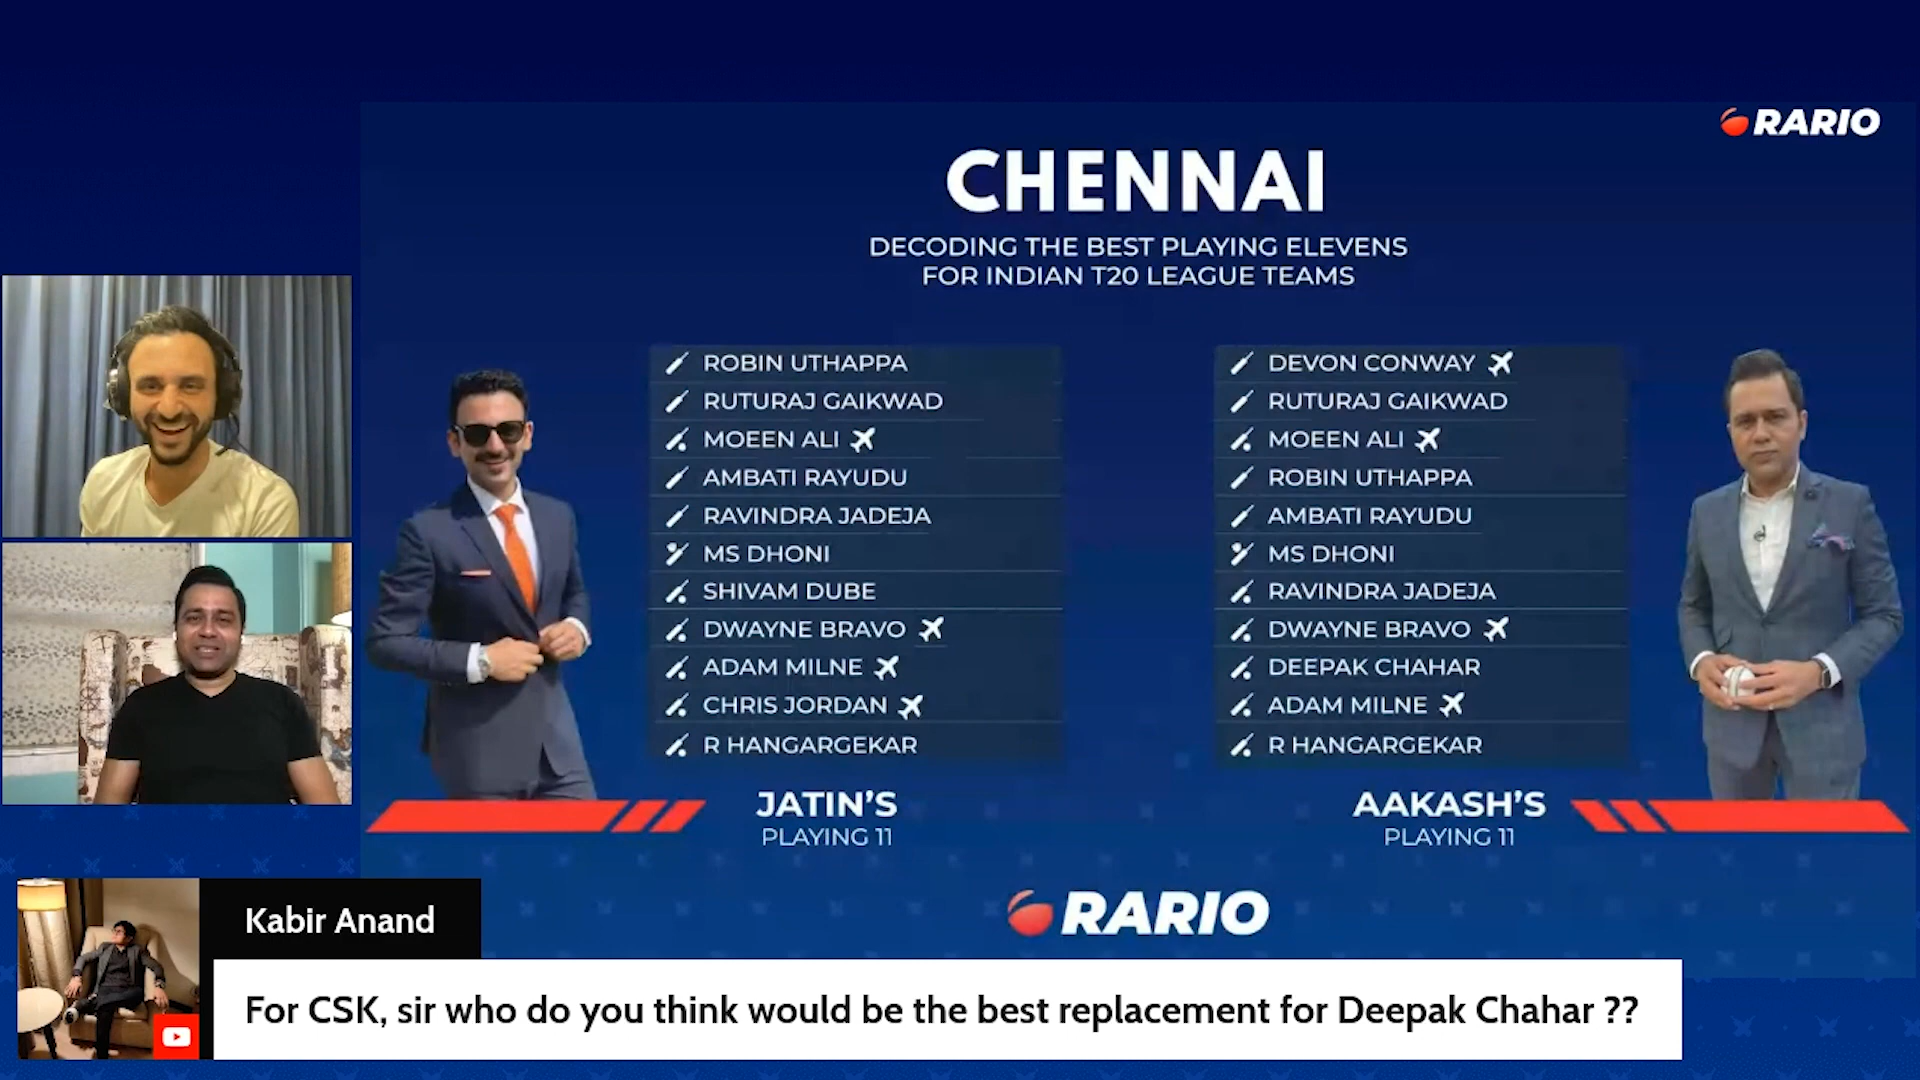 RARIO
CHENNAI
DECODING THE BEST PLAYING ELEVENS
FOR INDIAN T20 LEAGUE TEAMS
ROBIN UTHAPPA
RUTURAJ GAIKWAD
MOEEN ALI
AMBATI RAYUDU
RAVINDRA JADEJA
MS DHONI
SHIVAM DUBE
DWAYNE BRAVO
ADAM MILNE
CHRIS JORDAN
R HANGARGEKAR
JATIN'S
PLAYING 11
DEVON CONWAY
RUTURAJ GAIKWAD
MOEEN ALI
ROBIN UTHAPPA
AMBATI RAYUDU
MS DHONI
RAVINDRA JADEJA
DWAYNE BRAVO
DEEPAK CHAHAR
ADAM MILNE
R HANGARGEKAR
AAKASH'S
PLAYING 11
RARIO
Kabir Anand
For CSK, sir who do you think would be the best replacement for Deepak Chahar ??